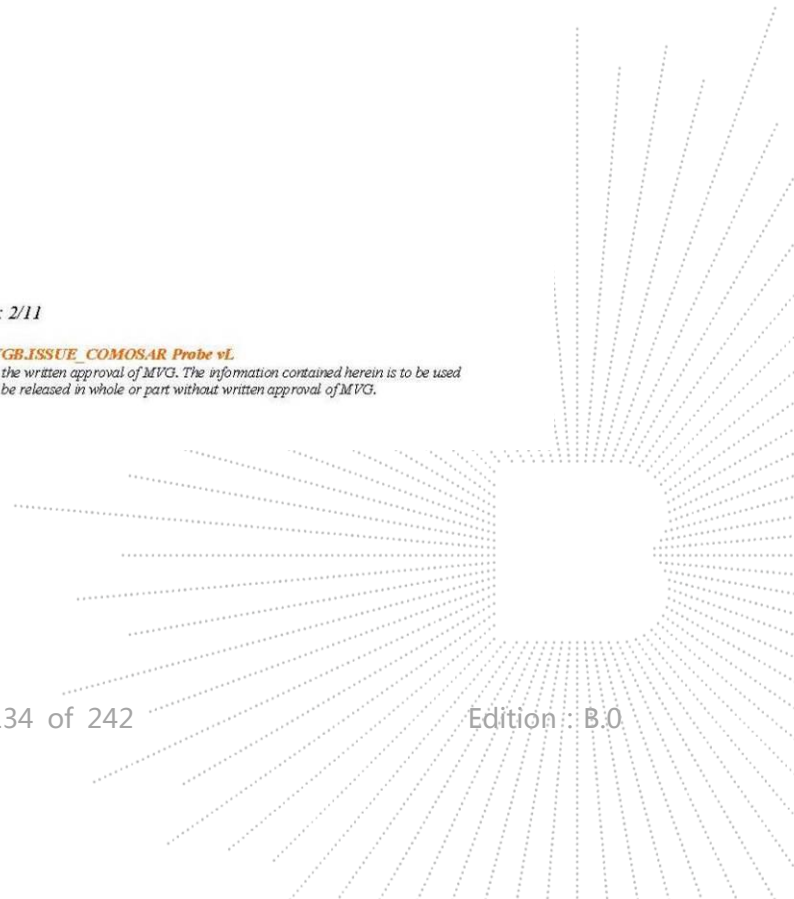 : 2/11
GB.ISSUE_COMOSAR Probe vL
the written approval of MVG. The information contained herein is to be used
be released in whole or part without written approval of MVG.
34 of 242 Edition : B.0